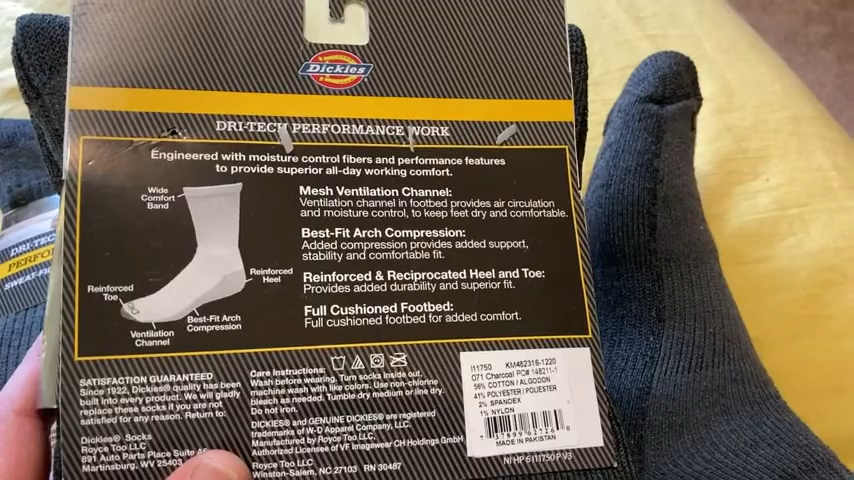 Dickies
DRI-TECH PERFORMANCE WORK
Engineered with moisture control fibers and performance features
to provide superior all-day working comfort.
Wide
Comfort
Band
Reinforced
Toe
Ventilation
Channel
Best-Fit Arch
Compression
Reinforced
Heel
Mesh Ventilation Channel:
Ventilation channel in footbed provides air circulation
and moisture control, to keep feet dry and comfortable.
Best-Fit Arch Compression:
Added compression provides added support,
stability and comfortable fit.
Reinforced & Reciprocated Heel and Toe:
Provides added durability and superior fit.
Full Cushioned Footbed:
Full cushioned footbed for added comfort.
SATISFACTION GUARANTEED
Since 1922, Dickies® quality has been
built into every product. We will gladly
replace these socks if you are not
satisfied for any reason. Return to:
Dickies® Socks
891 Auto Parts Place Suite
Martinsburg, WV 25403
Care Instructions:
Wash before wearing. Turn socks inside out,
machine wash with like colors. Use non-chlorine
bleach as needed. Tumble dry medium or line dry.
Do not iron.
DICKIES® and GENUINE DICKIES® are registered
trademarks of W-D Apparel Company, LLC.
Manufactured by Royce Too LLC,
Authorized Licensee of VF Imagewear CH Holdings GmbH
Royce Too LLC
Winston-Salem, NC 27103 RN 30487
I11750 KM482316-1220
071 Charcoal PO# 148211-1
56% COTTON / ALGODON
41% POLYESTER / POLIESTER
2% SPANDEX
1% NYLON
MADE IN PAKISTAN
NI HP 6 I11750 P V3
DRI-TEC
PERFO
SWEAT-FI